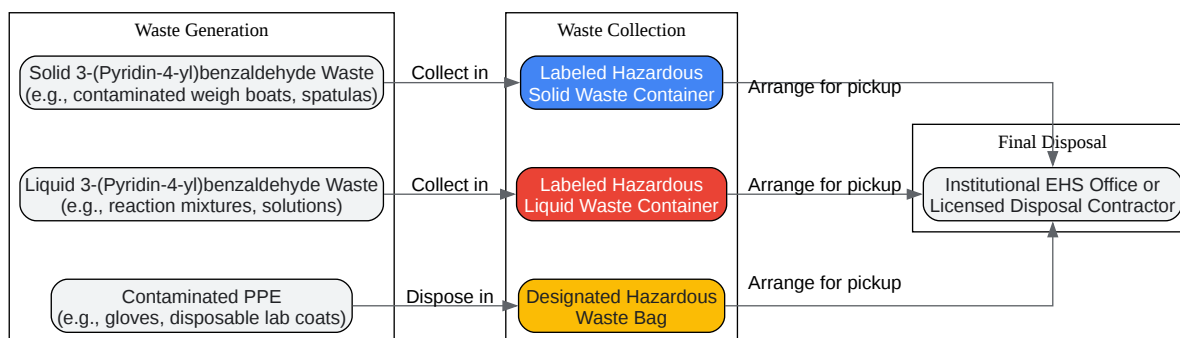 Waste Generation
Solid 3-(Pyridin-4-yl)benzaldehyde Waste
(e.g., contaminated weigh boats, spatulas)
Liquid 3-(Pyridin-4-yl)benzaldehyde Waste
(e.g., reaction mixtures, solutions)
Contaminated PPE
(e.g., gloves, disposable lab coats)
Collect in
Collect in
Dispose in
Waste Collection
Labeled Hazardous
Solid Waste Container
Labeled Hazardous
Liquid Waste Container
Designated Hazardous
Waste Bag
Arrange for pickup
Arrange for pickup
Arrange for pickup
Final Disposal
Institutional EHS Office or
Licensed Disposal Contractor